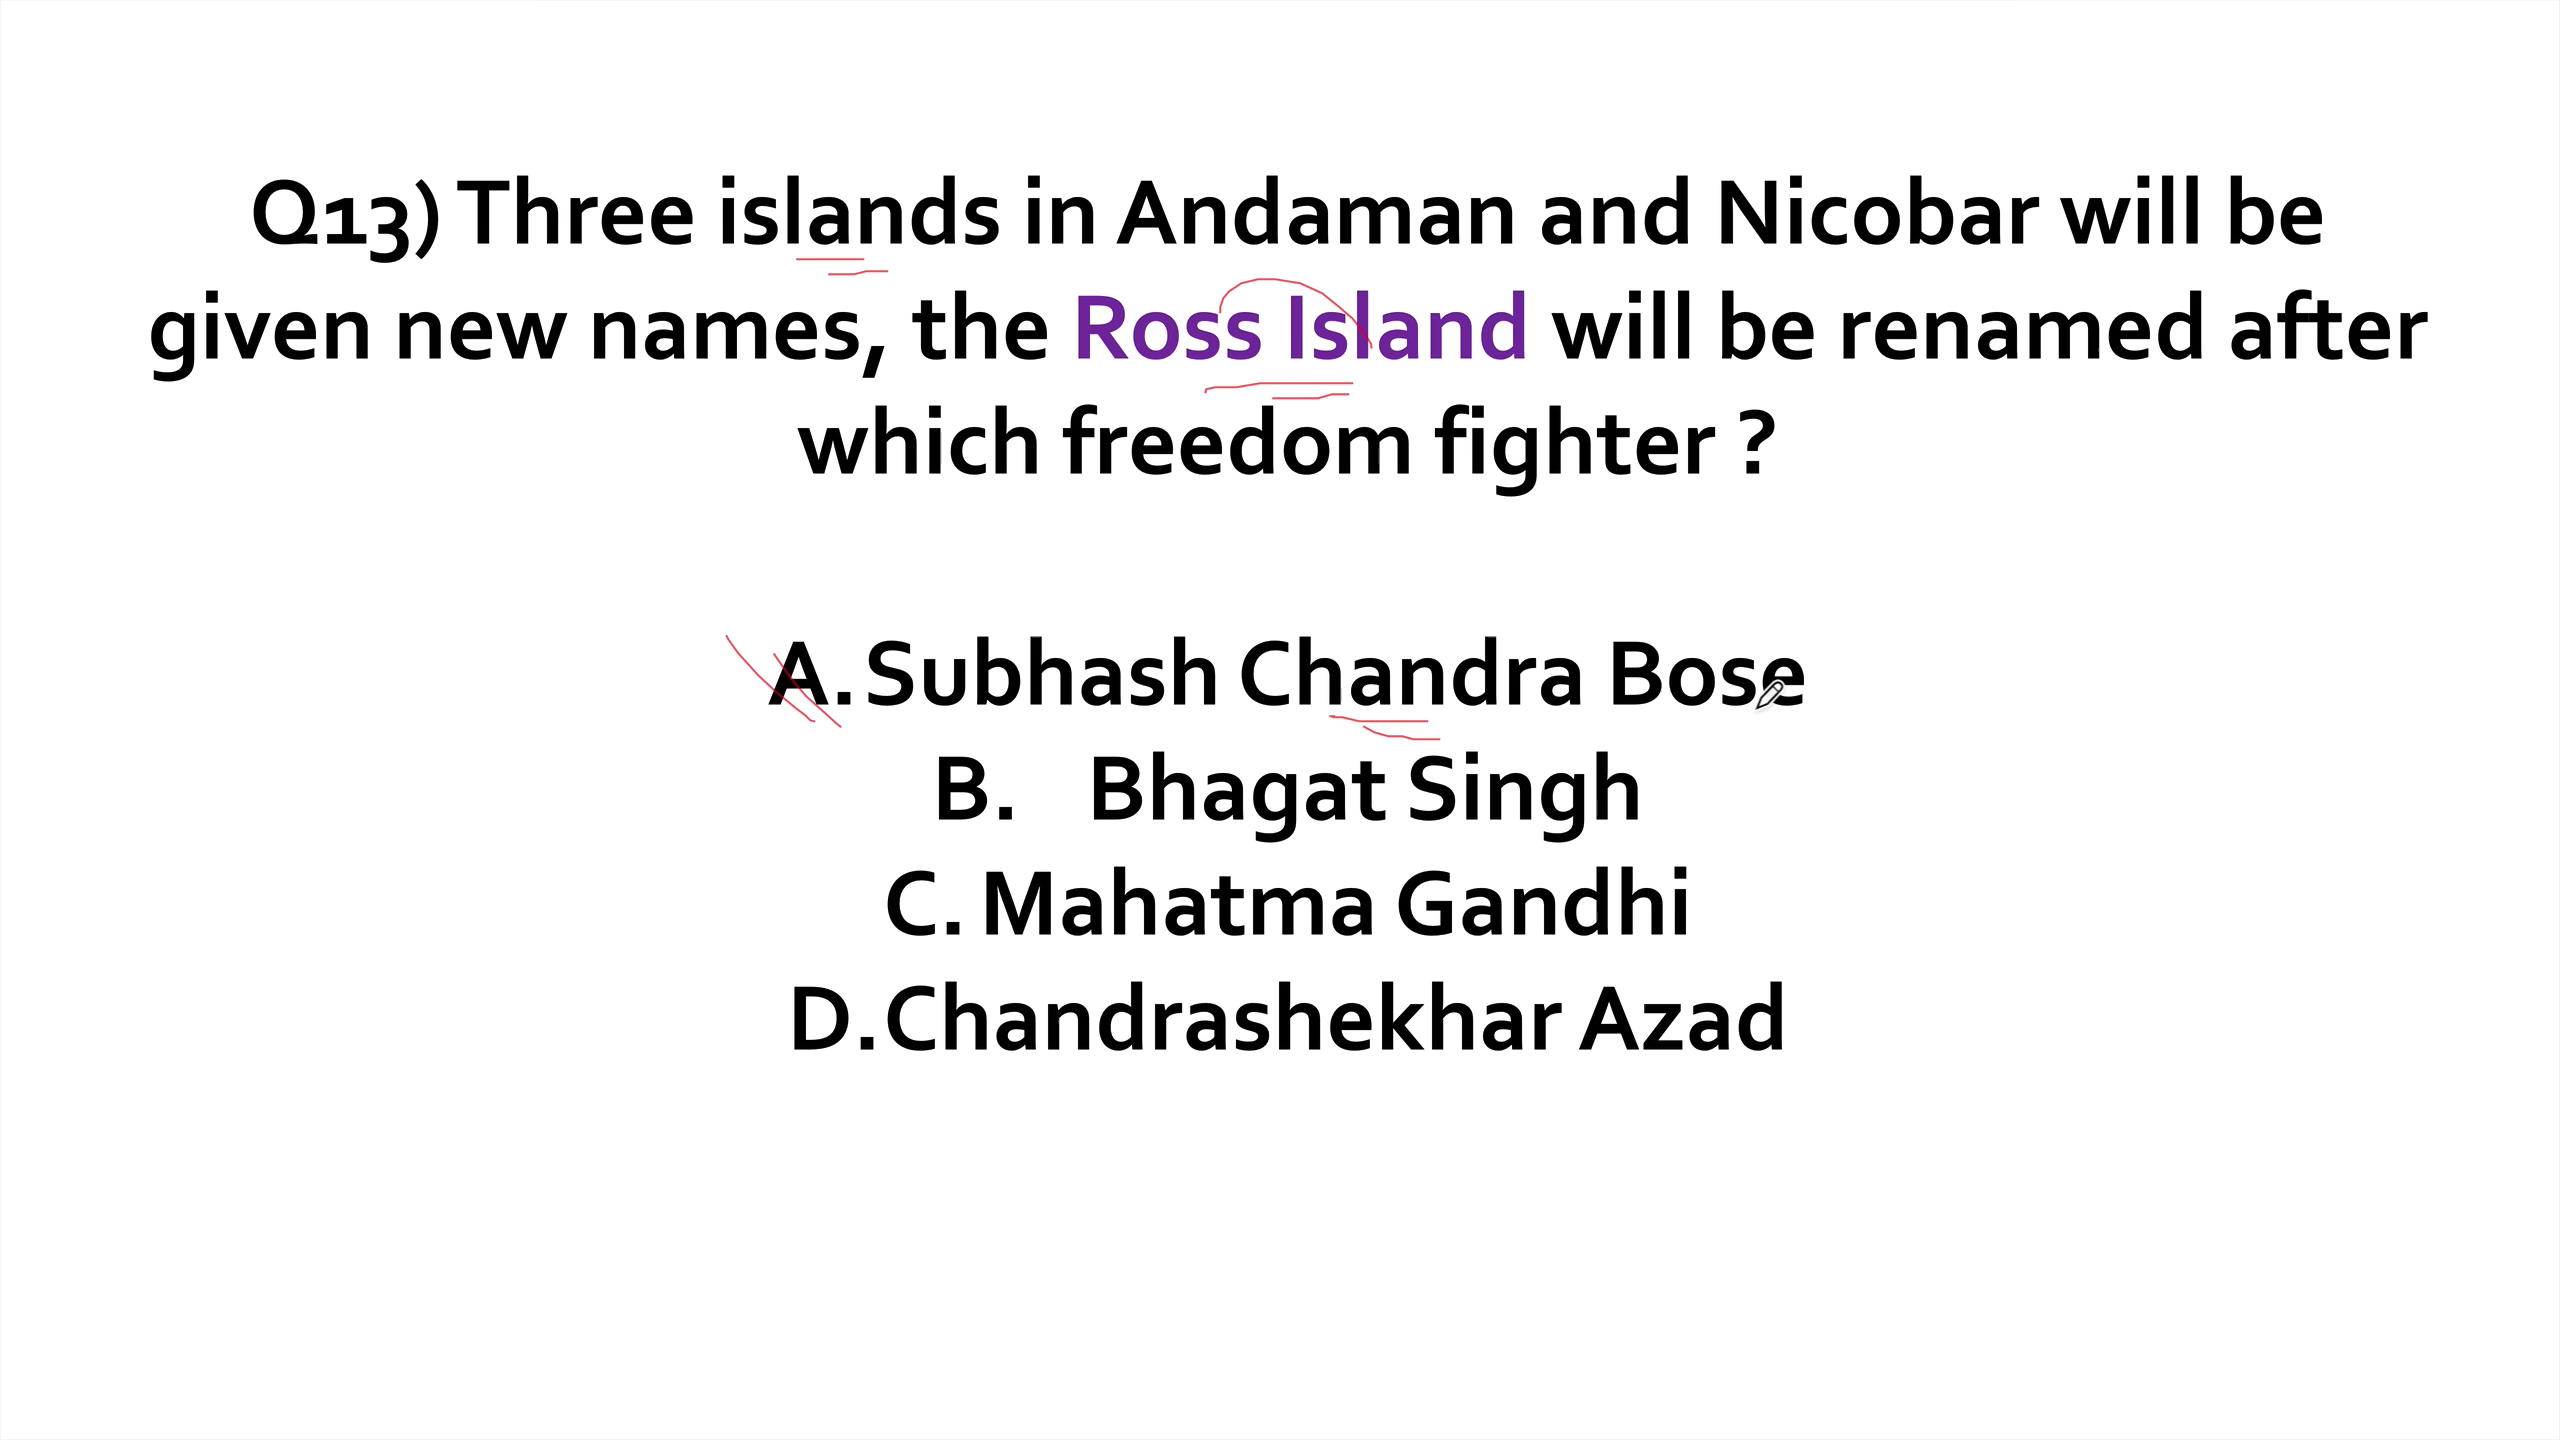 Q13) Three islands in Andaman and Nicobar will be
given new names, the Ross Island will be renamed after
which freedom fighter ?
A. Subhash Chandra Bose
B. Bhagat Singh
C. Mahatma Gandhi
D. Chandrashekhar Azad